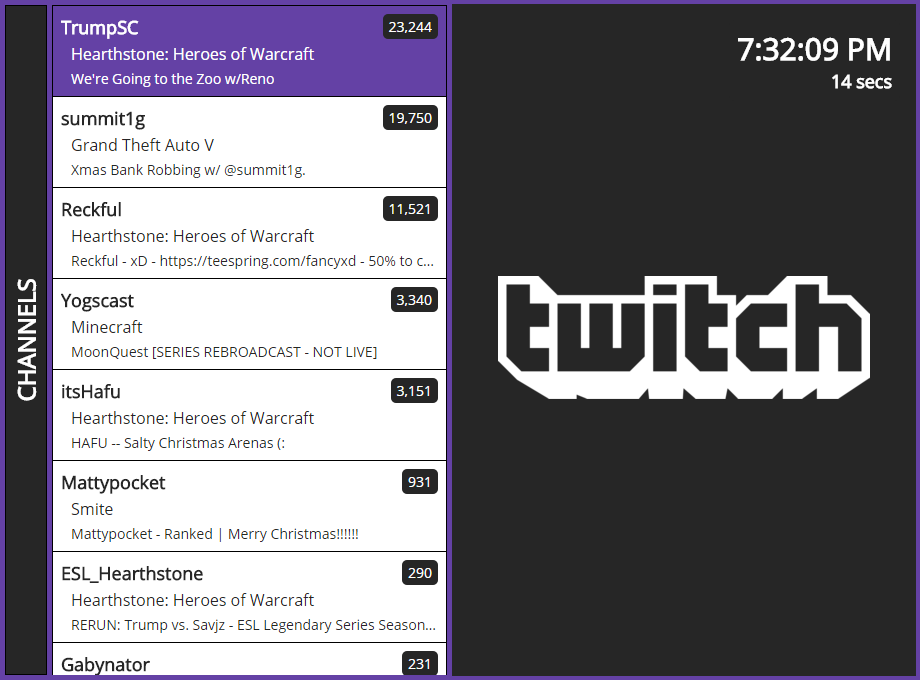 CHANNELS
TrumpSC 23,244
Hearthstone: Heroes of Warcraft
We're Going to the Zoo w/Reno
summit1g 19,750
Grand Theft Auto V
Xmas Bank Robbing w/ @summit1g.
Reckful 11,521
Hearthstone: Heroes of Warcraft
Reckful - xD - https://teespring.com/fancyxd - 50% to c...
Yogscast 3,340
Minecraft
MoonQuest [SERIES REBROADCAST - NOT LIVE]
itsHafu 3,151
Hearthstone: Heroes of Warcraft
HAFU -- Salty Christmas Arenas (:
Mattypocket 931
Smite
Mattypocket - Ranked | Merry Christmas!!!!!!
ESL_Hearthstone 290
Hearthstone: Heroes of Warcraft
RERUN: Trump vs. Savjz - ESL Legendary Series Season...
Gabynator 231
7:32:09 PM
14 secs
twitch